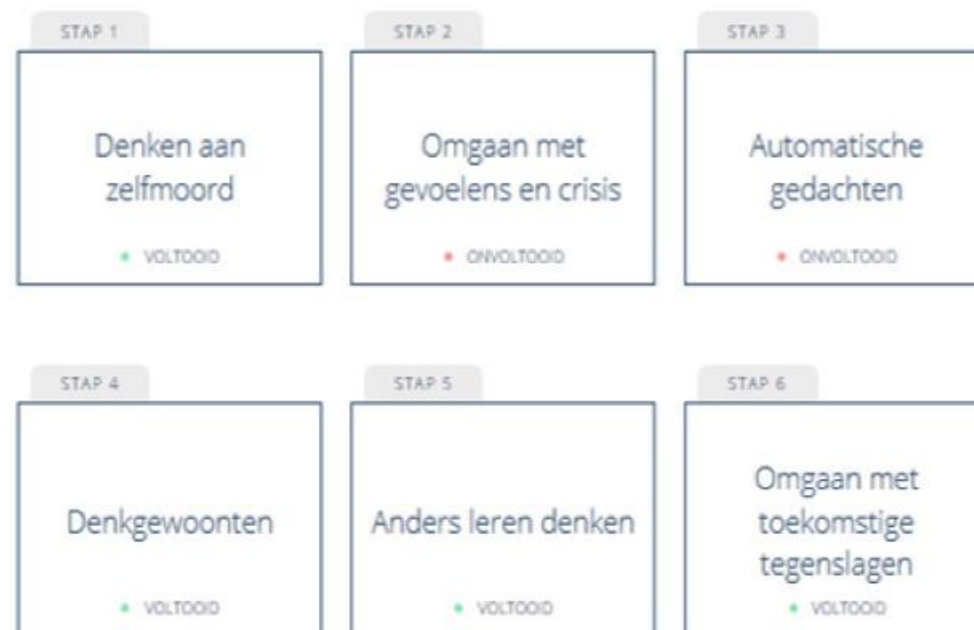 STAP 1
Denken aan
zelfmoord
VOLTOOID
STAP 2
Omgaan met
gevoelens en crisis
ONVOLTOOID
STAP 3
Automatische
gedachten
ONVOLTOOID
STAP 4
Denkgewoonten
VOLTOOID
STAP 5
Anders leren denken
VOLTOOID
STAP 6
Omgaan met
toekomstige
tegenslagen
VOLTOOID